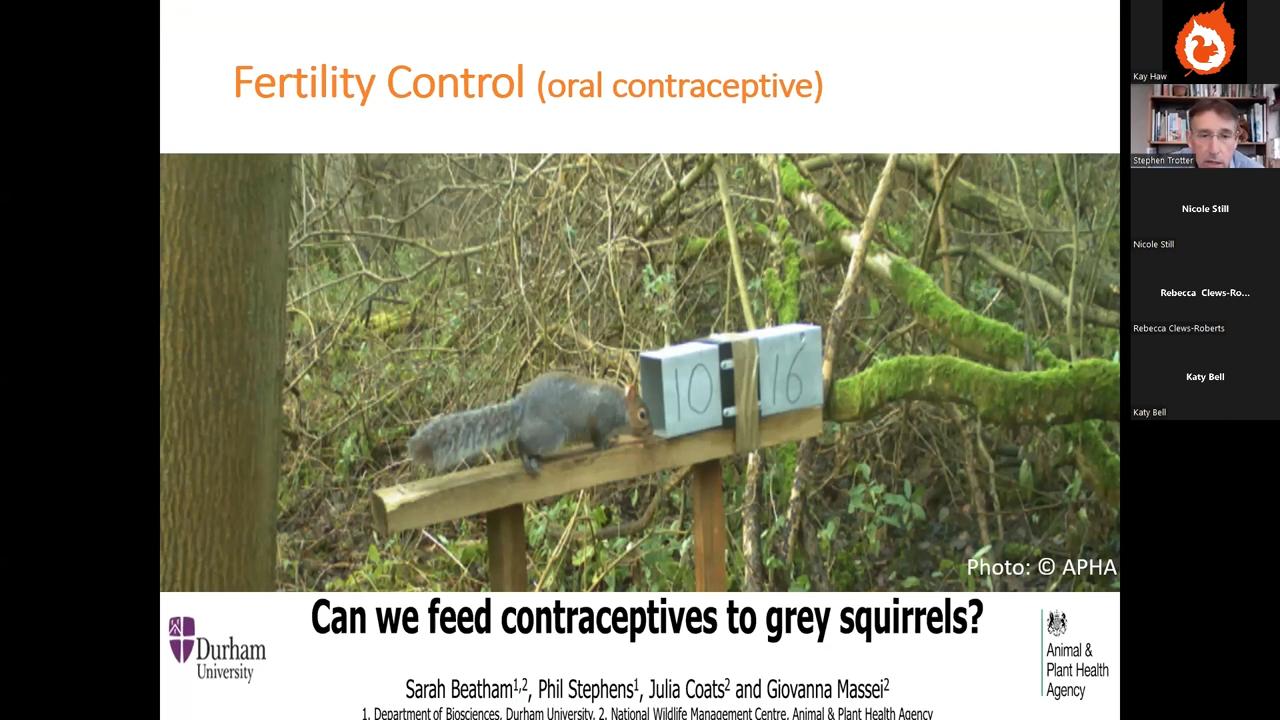 Fertility Control (oral contraceptive)
10
16
Photo: © APHA
Can we feed contraceptives to grey squirrels?
Durham
University
Sarah Beatham1,2, Phil Stephens1, Julia Coats2 and Giovanna Massei2
1. Department of Biosciences, Durham University. 2. National Wildlife Management Centre, Animal & Plant Health Agency
Animal &
Plant Health
Agency
Kay Haw
Stephen Trotter
Nicole Still
Nicole Still
Rebecca Clews-Ro...
Rebecca Clews-Roberts
Katy Bell
Katy Bell